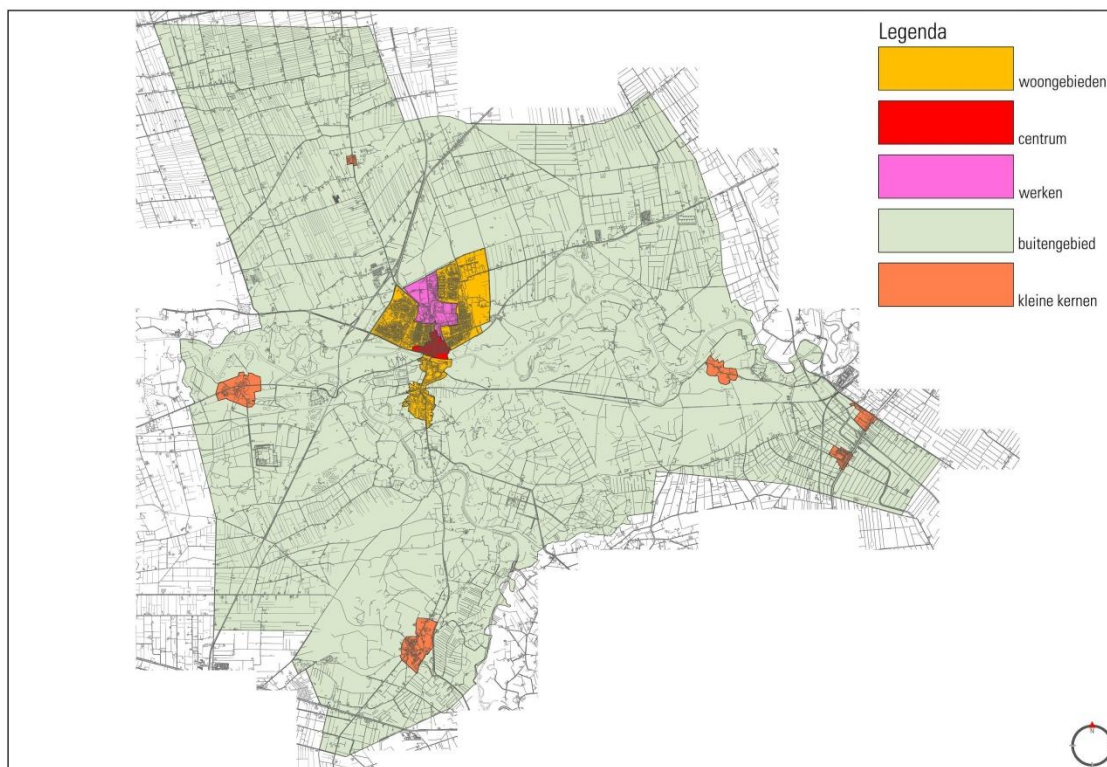 Legenda
woongebieden
centrum
werken
buitengebied
kleine kernen
N